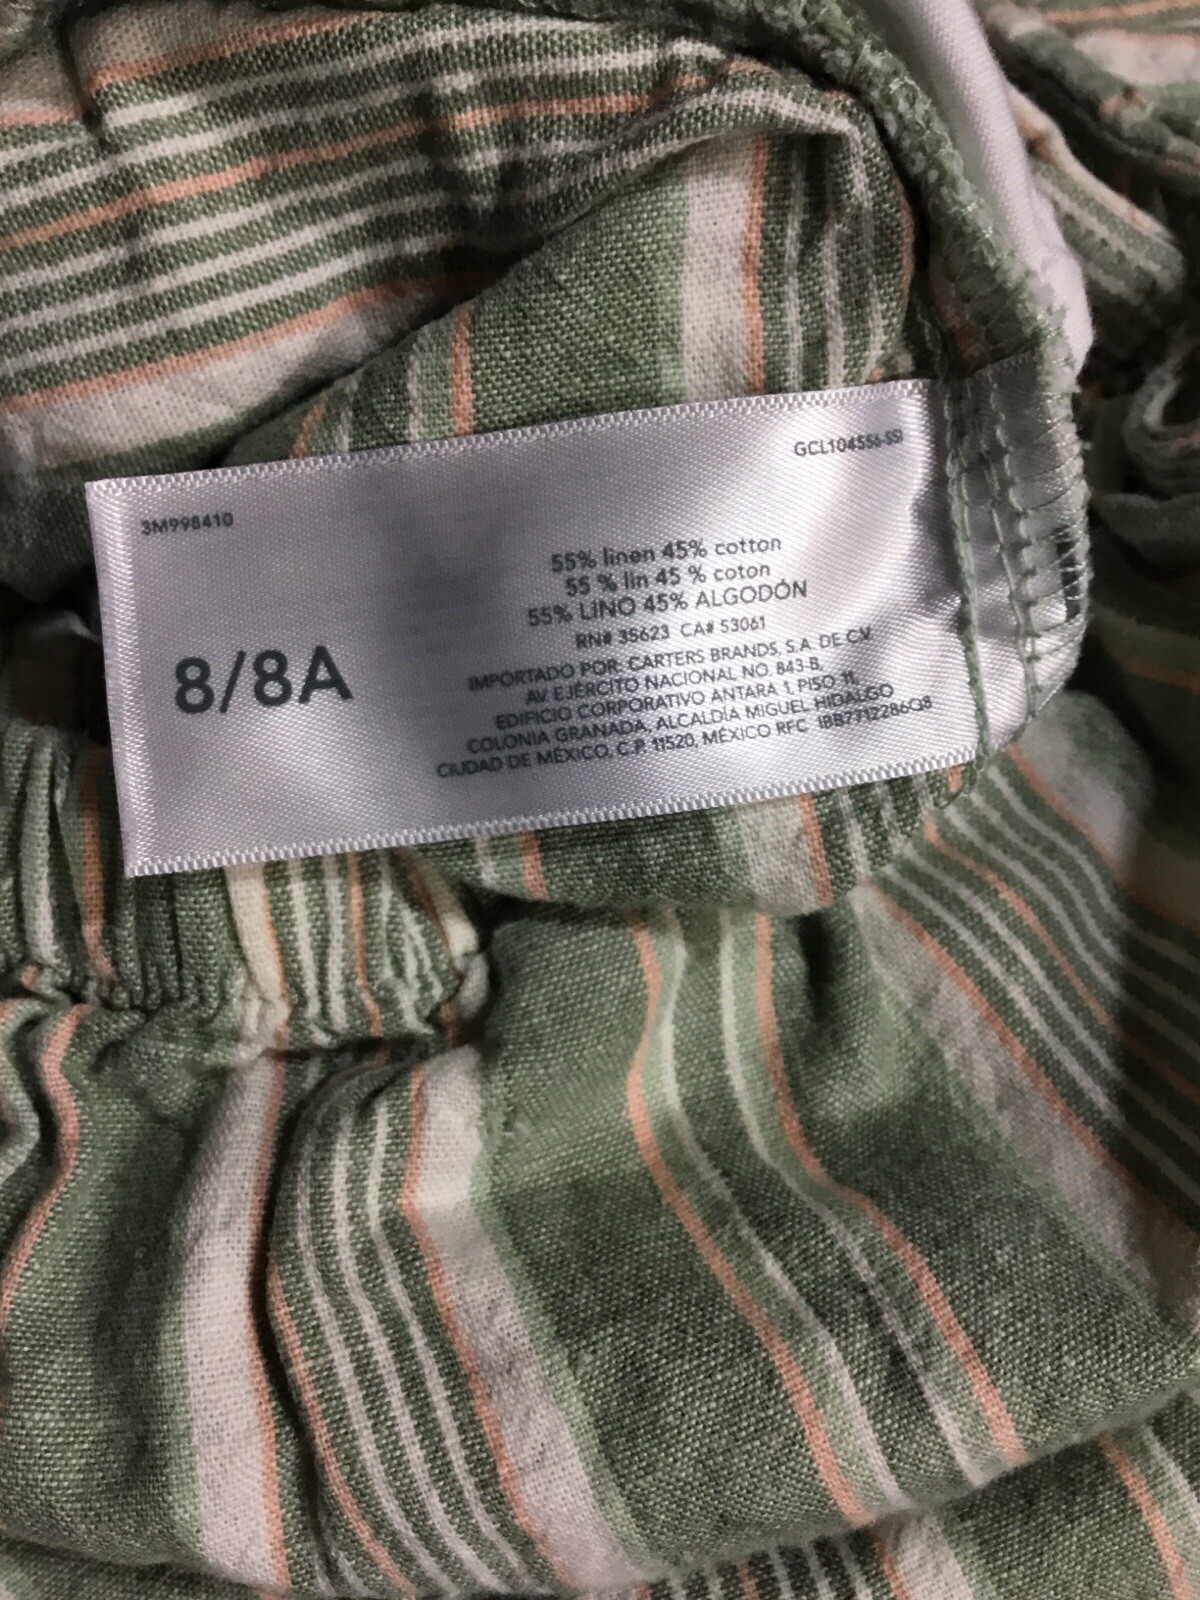 GCL104556-SSI
3M998410
55% linen 45% cotton
55 % lin 45 % coton
55% LINO 45% ALGODÓN
RN# 35623 CA# 53061
8/8A
IMPORTADO POR: CARTERS BRANDS, S.A. DE C.V.
AV EJÉRCITO NACIONAL NO. 843-B,
EDIFICIO CORPORATIVO ANTARA 1, PISO 11,
COLONIA GRANADA, ALCALDÍA MIGUEL HIDALGO
CIUDAD DE MÉXICO, C.P. 11520, MÉXICO RFC IBB7712286Q8